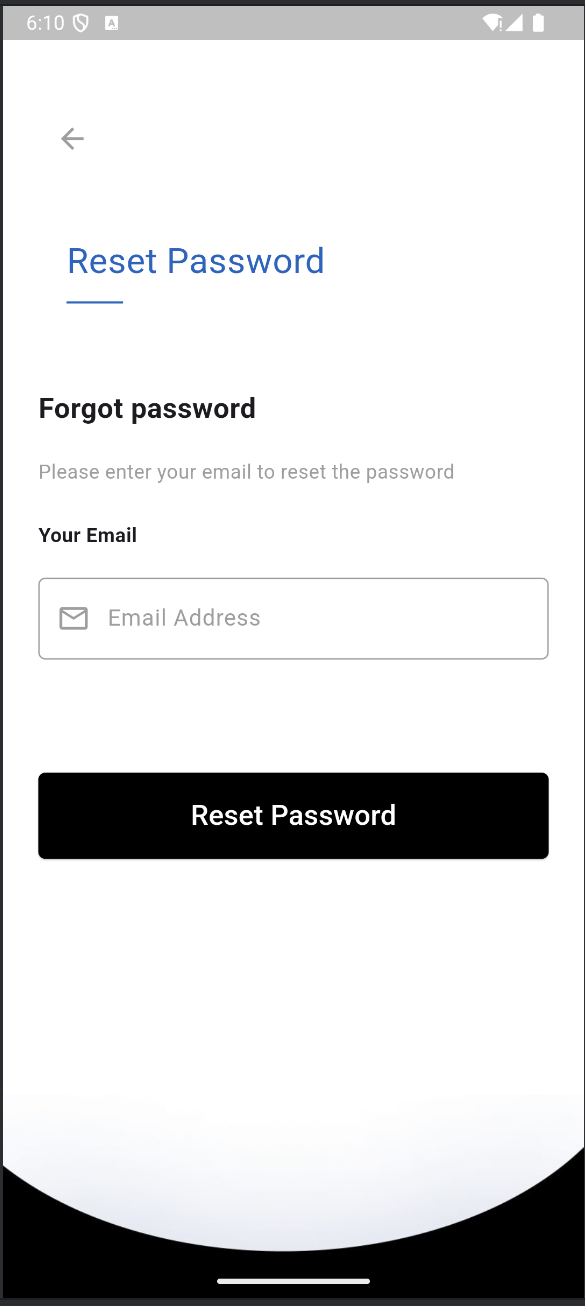 6:10
Reset Password
Forgot password
Please enter your email to reset the password
Your Email
Email Address
Reset Password